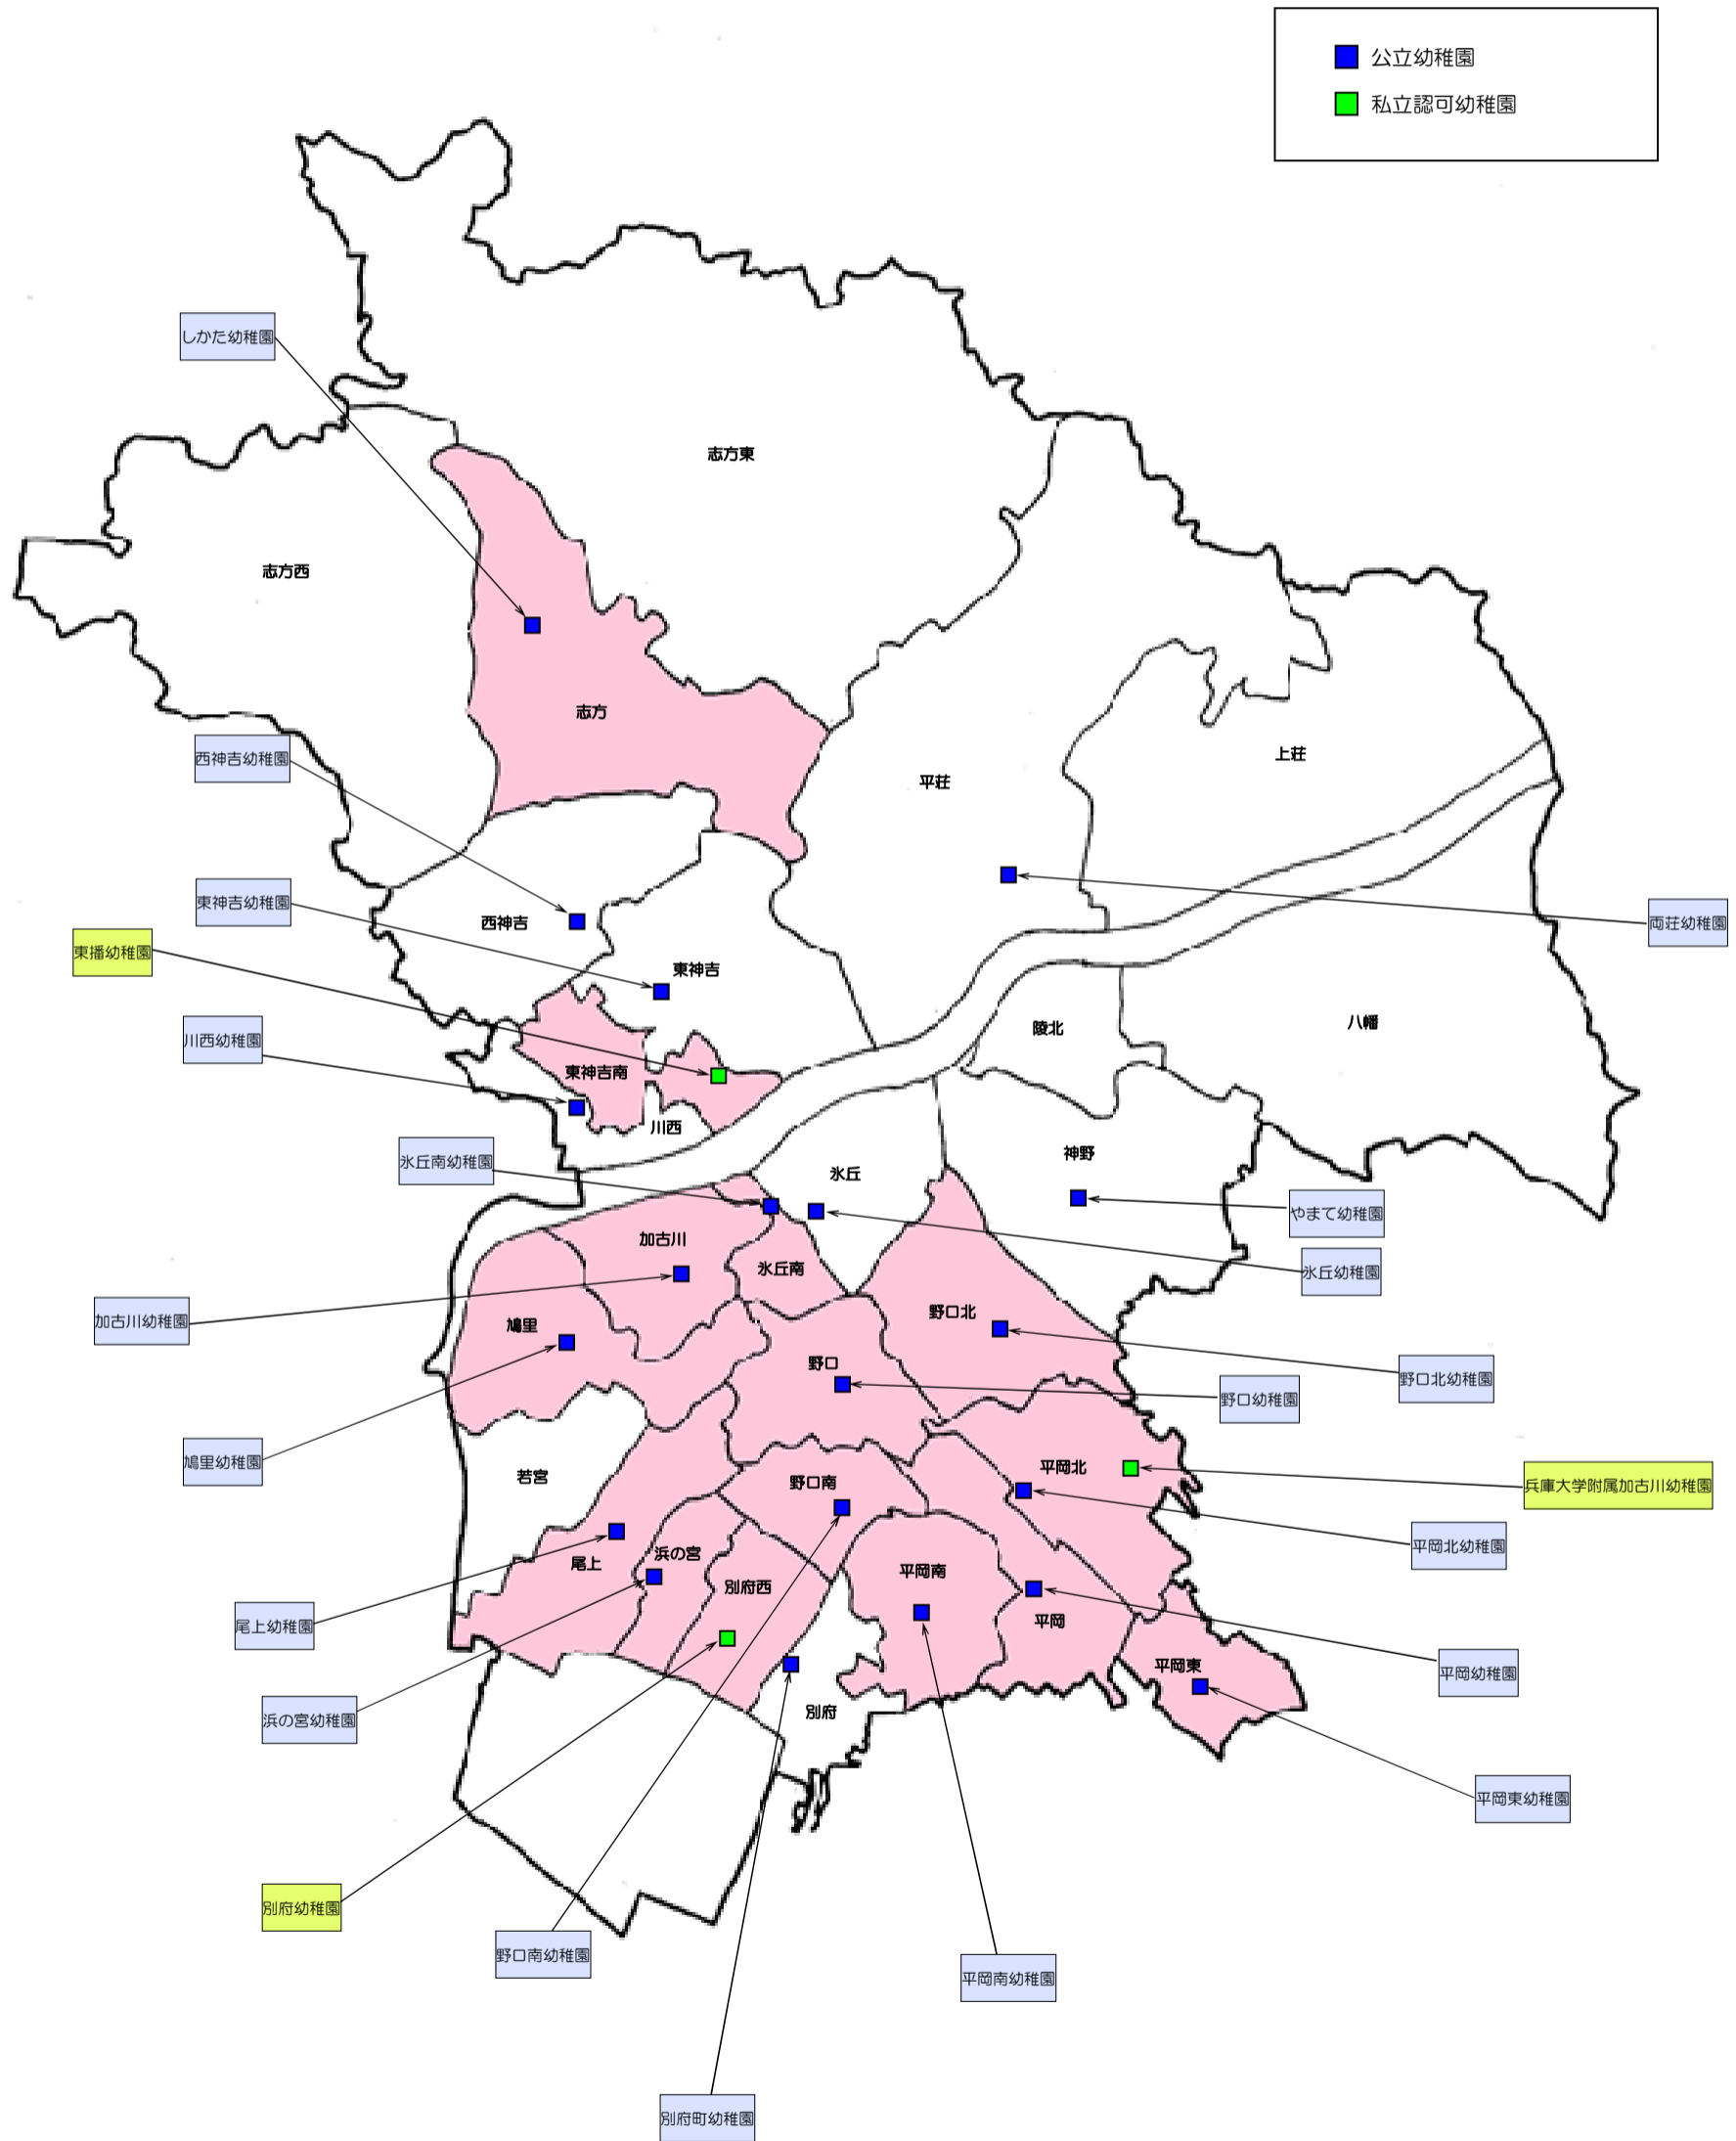 公立幼稚園
私立認可幼稚園
しかた幼稚園
志方東
志方西
志方
西神吉幼稚園
上荘
平荘
東神吉幼稚園
西神吉
両荘幼稚園
東播幼稚園
東神吉
川西幼稚園
陵北
八幡
東神吉南
川西
氷丘南幼稚園
氷丘
神野
やまて幼稚園
加古川
氷丘南
氷丘幼稚園
加古川幼稚園
鳩里
野口北
野口
野口北幼稚園
野口幼稚園
鳩里幼稚園
若宮
野口南
平岡北
兵庫大学附属加古川幼稚園
平岡北幼稚園
尾上
浜の宮
別府西
平岡南
尾上幼稚園
平岡
平岡東
平岡幼稚園
浜の宮幼稚園
別府
平岡東幼稚園
別府幼稚園
野口南幼稚園
平岡南幼稚園
別府町幼稚園